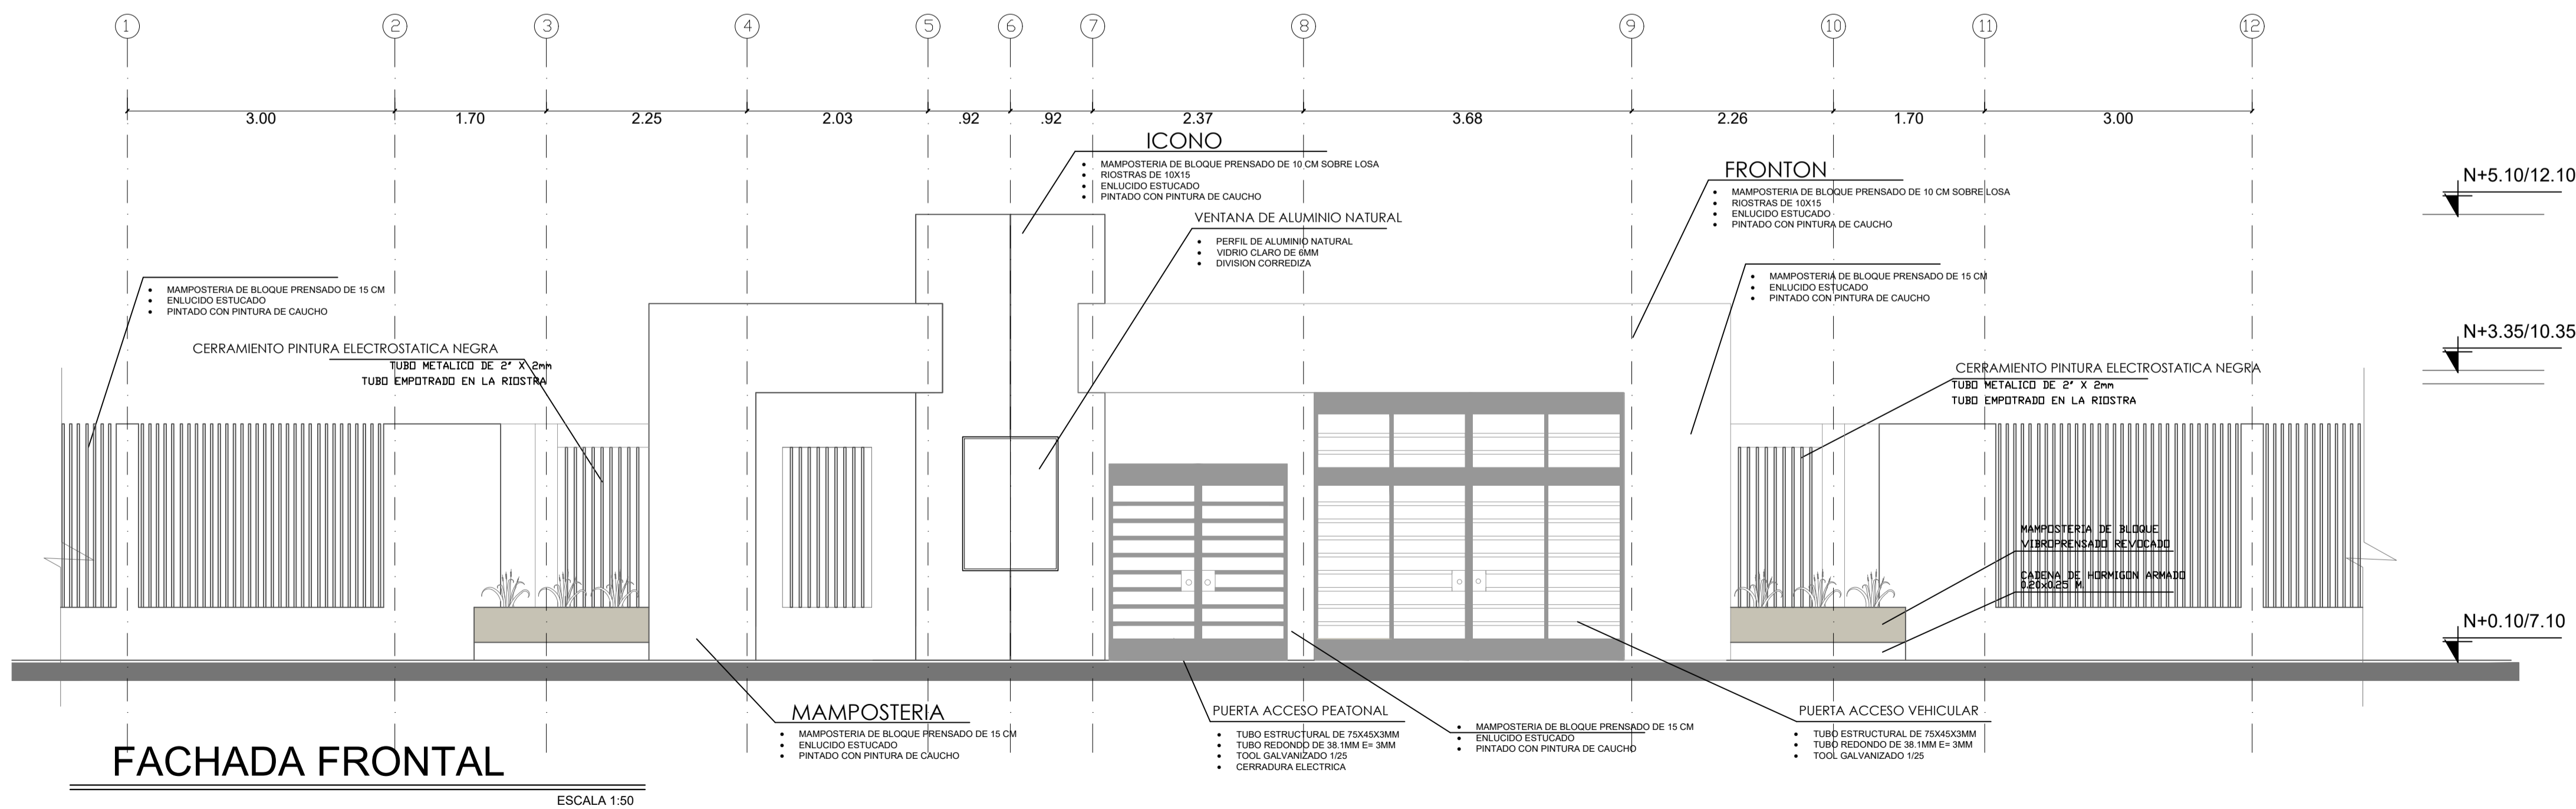 1 2 3 4 5 6 7 8 9 10 11 12
3.00 1.70 2.25 2.03 .92 .92 2.37 3.68 2.26 1.70 3.00
ICONO
• MAMPOSTERIA DE BLOQUE PRENSADO DE 10 CM SOBRE LOSA
• RIOSTRAS DE 10X15
• ENLUCIDO ESTUCADO
• PINTADO CON PINTURA DE CAUCHO
FRONTON
• MAMPOSTERIA DE BLOQUE PRENSADO DE 10 CM SOBRE LOSA
• RIOSTRAS DE 10X15
• ENLUCIDO ESTUCADO
• PINTADO CON PINTURA DE CAUCHO
N+5.10/12.10
VENTANA DE ALUMINIO NATURAL
• PERFIL DE ALUMINIO NATURAL
• VIDRIO CLARO DE 6MM
• DIVISION CORREDIZA
• MAMPOSTERIA DE BLOQUE PRENSADO DE 15 CM
• ENLUCIDO ESTUCADO
• PINTADO CON PINTURA DE CAUCHO
• MAMPOSTERIA DE BLOQUE PRENSADO DE 15 CM
• ENLUCIDO ESTUCADO
• PINTADO CON PINTURA DE CAUCHO
N+3.35/10.35
CERRAMIENTO PINTURA ELECTROSTATICA NEGRA
TUBO METALICO DE 2" X 2mm
TUBO EMPOTRADO EN LA RIOSTRA
CERRAMIENTO PINTURA ELECTROSTATICA NEGRA
TUBO METALICO DE 2" X 2mm
TUBO EMPOTRADO EN LA RIOSTRA
MAMPOSTERIA DE BLOQUE
VIBROPRENSADO REVOCADO
CADENA DE HORMIGON ARMADO
0.20x0.25 M.
N+0.10/7.10
MAMPOSTERIA
• MAMPOSTERIA DE BLOQUE PRENSADO DE 15 CM
• ENLUCIDO ESTUCADO
• PINTADO CON PINTURA DE CAUCHO
PUERTA ACCESO PEATONAL
• TUBO ESTRUCTURAL DE 75X45X3MM
• TUBO REDONDO DE 38.1MM E= 3MM
• TOOL GALVANIZADO 1/25
• CERRADURA ELECTRICA
• MAMPOSTERIA DE BLOQUE PRENSADO DE 15 CM
• ENLUCIDO ESTUCADO
• PINTADO CON PINTURA DE CAUCHO
PUERTA ACCESO VEHICULAR
• TUBO ESTRUCTURAL DE 75X45X3MM
• TUBO REDONDO DE 38.1MM E= 3MM
• TOOL GALVANIZADO 1/25
FACHADA FRONTAL
ESCALA 1:50